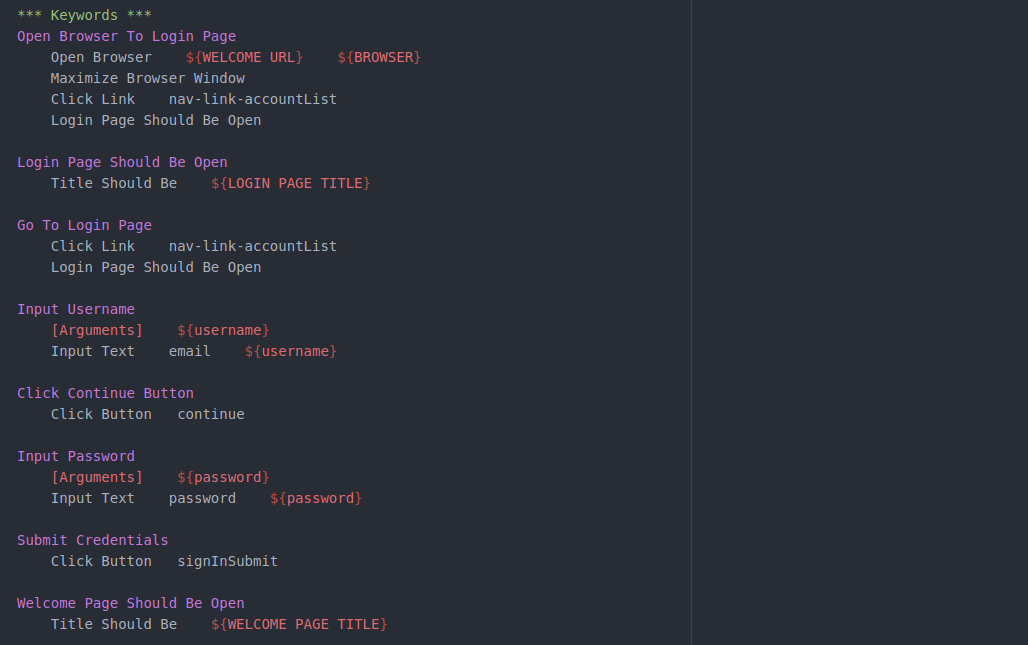 *** Keywords ***
Open Browser To Login Page
    Open Browser    ${WELCOME URL}    ${BROWSER}
    Maximize Browser Window
    Click Link    nav-link-accountList
    Login Page Should Be Open

Login Page Should Be Open
    Title Should Be    ${LOGIN PAGE TITLE}

Go To Login Page
    Click Link    nav-link-accountList
    Login Page Should Be Open

Input Username
    [Arguments]    ${username}
    Input Text    email    ${username}

Click Continue Button
    Click Button   continue

Input Password
    [Arguments]    ${password}
    Input Text    password    ${password}

Submit Credentials
    Click Button   signInSubmit

Welcome Page Should Be Open
    Title Should Be    ${WELCOME PAGE TITLE}